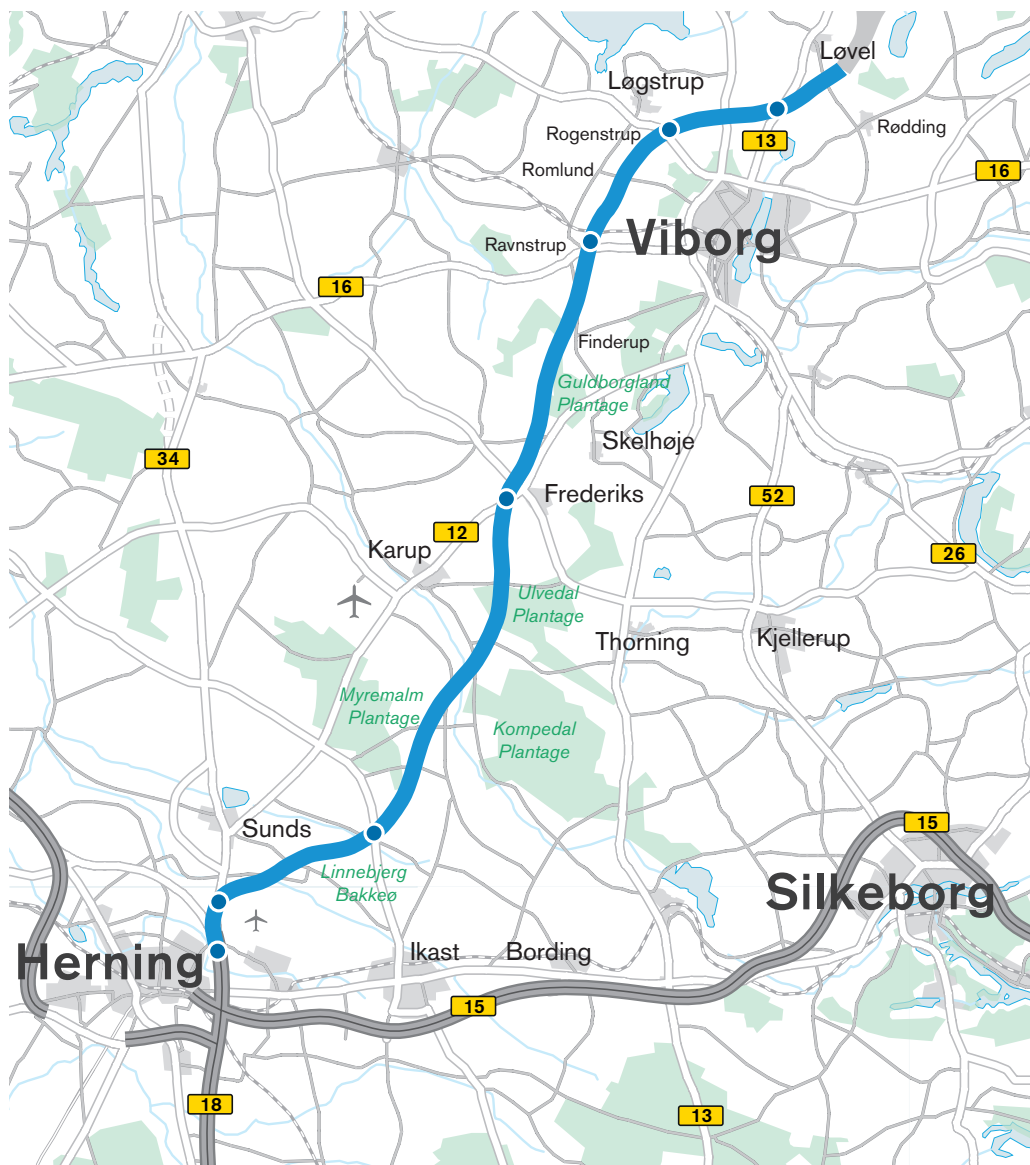 Løvel
Løgstrup
Rødding
Rogenstrup
13
Romlund
16
Viborg
Ravnstrup
16
Finderup
Guldborgland
Plantage
Skelhøje
34
Frederiks
52
12
Karup
26
Ulvedal
Plantage
Thorning
Kjellerup
Myremalm
Plantage
Kompedal
Plantage
Sunds
15
Linnebjerg
Bakkeø
Silkeborg
Herning
Ikast
Bording
15
18
13